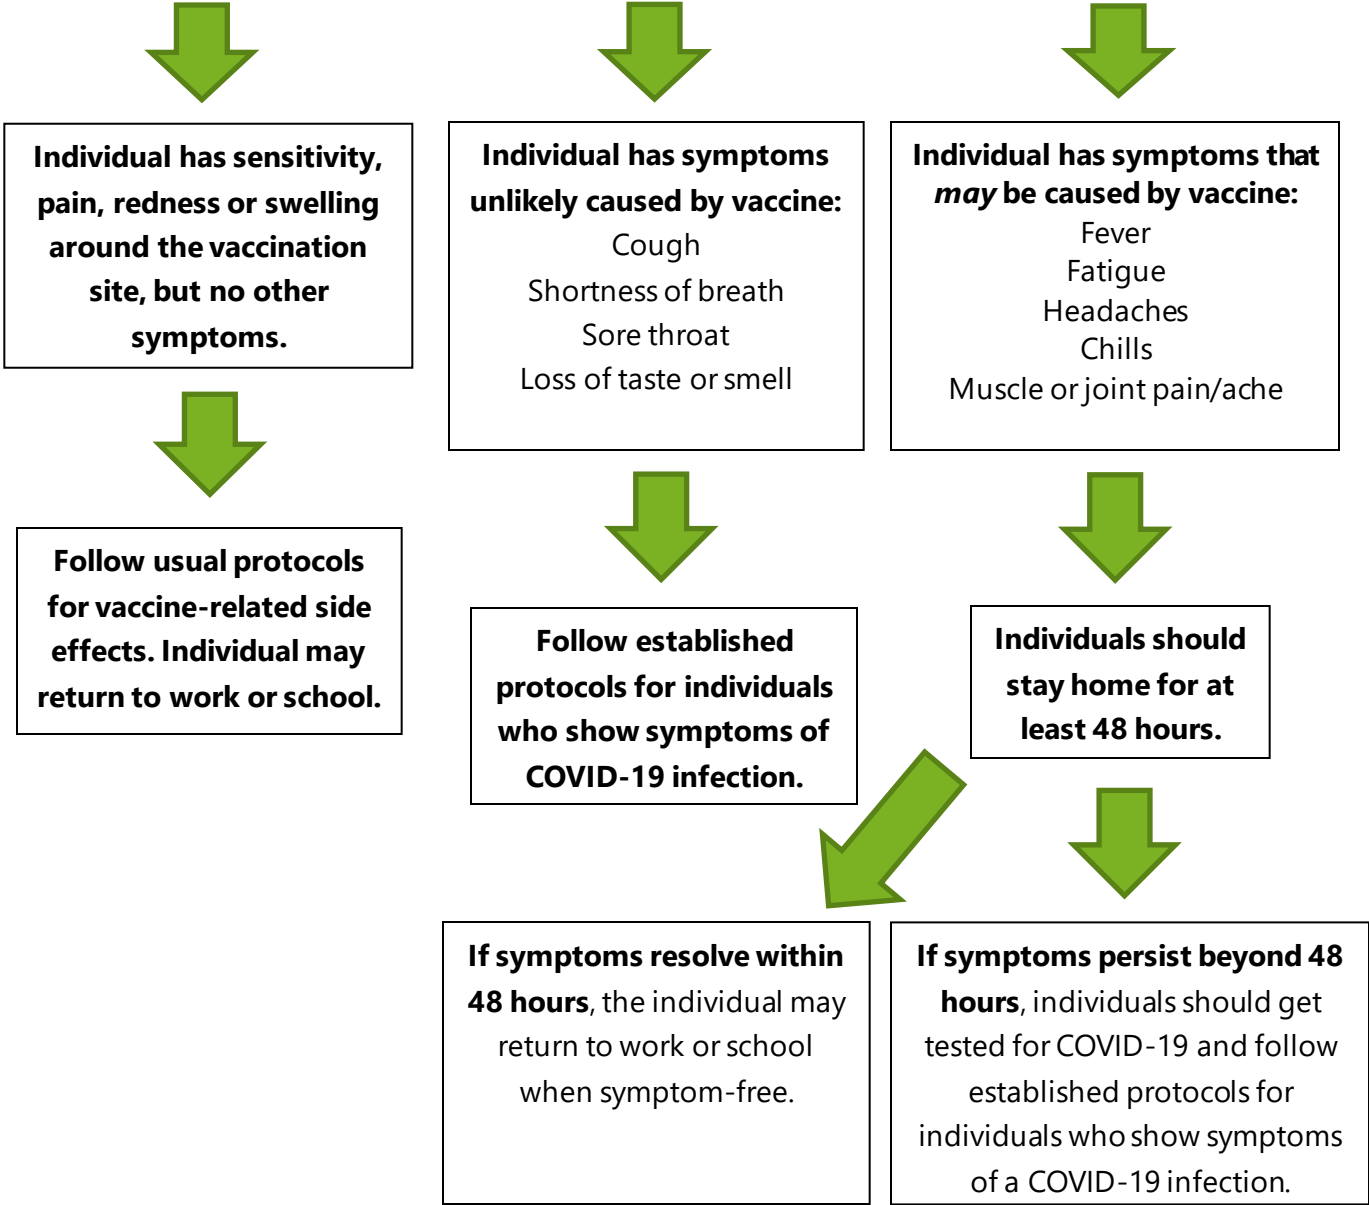 Individual has sensitivity,
pain, redness or swelling
around the vaccination
site, but no other
symptoms.
Individual has symptoms
unlikely caused by vaccine:
Cough
Shortness of breath
Sore throat
Loss of taste or smell
Individual has symptoms that
may be caused by vaccine:
Fever
Fatigue
Headaches
Chills
Muscle or joint pain/ache
Follow usual protocols
for vaccine-related side
effects. Individual may
return to work or school.
Follow established
protocols for individuals
who show symptoms of
COVID-19 infection.
Individuals should
stay home for at
least 48 hours.
If symptoms resolve within
48 hours, the individual may
return to work or school
when symptom-free.
If symptoms persist beyond 48
hours, individuals should get
tested for COVID-19 and follow
established protocols for
individuals who show symptoms
of a COVID-19 infection.